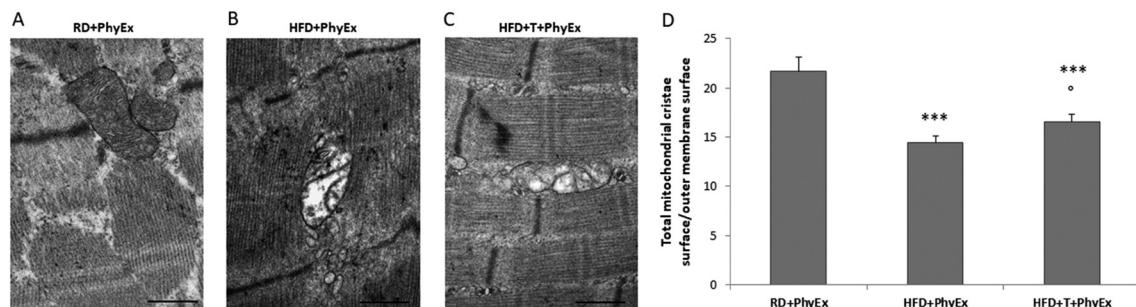 A
RD+PhyEx
B
HFD+PhyEx
C
HFD+T+PhyEx
D
Total mitochondrial cristae
surface/outer membrane surface
25
20
15
10
5
0
***
***
°
RD+PhyEx
HFD+PhyEx
HFD+T+PhyEx